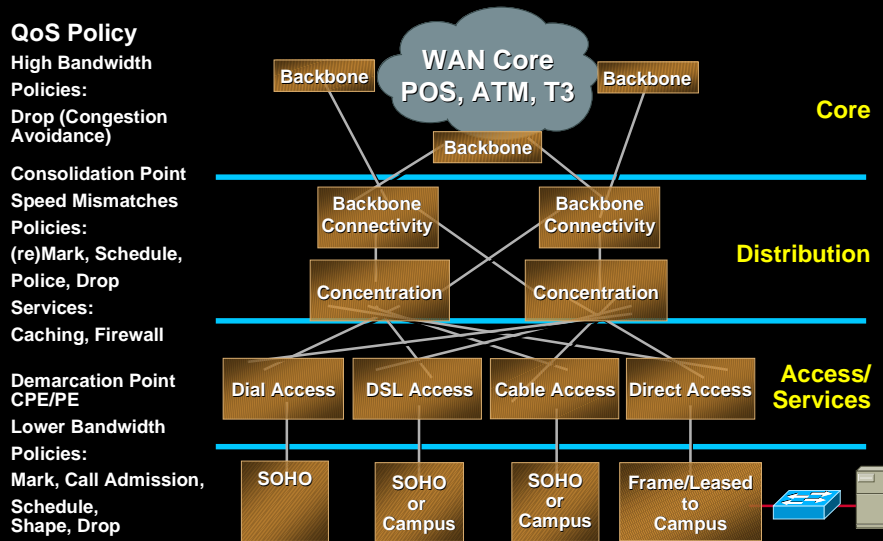 QoS Policy
High Bandwidth
Policies:
Drop (Congestion
Avoidance)
Consolidation Point
Speed Mismatches
Policies:
(re)Mark, Schedule,
Police, Drop
Services:
Caching, Firewall
Demarcation Point
CPE/PE
Lower Bandwidth
Policies:
Mark, Call Admission,
Schedule,
Shape, Drop
WAN Core
POS, ATM, T3
Backbone
Backbone
Backbone
Core
Backbone
Connectivity
Backbone
Connectivity
Distribution
Concentration
Concentration
Dial Access
DSL Access
Cable Access
Direct Access
Access/
Services
SOHO
SOHO
or
Campus
SOHO
or
Campus
Frame/Leased
to
Campus